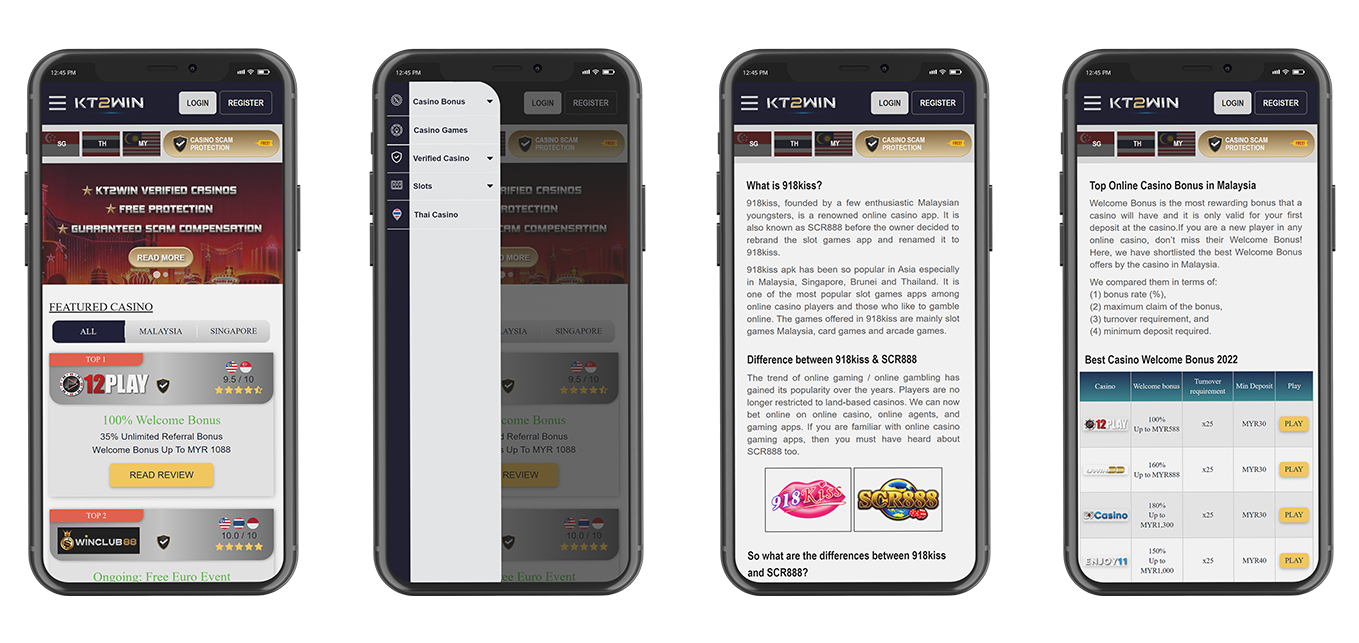 12:45 PM
KT2WIN
LOGIN
REGISTER
SG
TH
MY
CASINO SCAM
PROTECTION
FREE!
KT2WIN VERIFIED CASINOS
FREE PROTECTION
GUARANTEED SCAM COMPENSATION
READ MORE
FEATURED CASINO
ALL
MALAYSIA
SINGAPORE
TOP 1
12PLAY
9.5 / 10
100% Welcome Bonus
35% Unlimited Referral Bonus
Welcome Bonus Up To MYR 1088
READ REVIEW
TOP 2
WINCLUB88
10.0 / 10
Ongoing: Free Euro Event
12:45 PM
Casino Bonus
Casino Games
Verified Casino
Slots
Thai Casino
LOGIN
REGISTER
CASINO SCAM
PROTECTION
FREE!
RIFIED CASINOS
OTECTION
CAM COMPENSATION
D MORE
AYSIA
SINGAPORE
9.5 / 10
me Bonus
d Referral Bonus
s Up To MYR 1088
REVIEW
10.0 / 10
ee Euro Event
12:45 PM
KT2WIN
LOGIN
REGISTER
SG
TH
MY
CASINO SCAM
PROTECTION
FREE!
What is 918kiss?
918kiss, founded by a few enthusiastic Malaysian
youngsters, is a renowned online casino app. It is
also known as SCR888 before the owner decided to
rebrand the slot games app and renamed it to
918kiss.
918kiss apk has been so popular in Asia especially
in Malaysia, Singapore, Brunei and Thailand. It is
one of the most popular slot games apps among
online casino players and those who like to gamble
online. The games offered in 918kiss are mainly slot
games Malaysia, card games and arcade games.
Difference between 918kiss & SCR888
The trend of online gaming / online gambling has
gained its popularity over the years. Players are no
longer restricted to land-based casinos. We can now
bet online on online casino, online agents, and
gaming apps. If you are familiar with online casino
gaming apps, then you must have heard about
SCR888 too.
918Kiss
SCR888
So what are the differences between 918kiss
and SCR888?
12:45 PM
KT2WIN
LOGIN
REGISTER
SG
TH
MY
CASINO SCAM
PROTECTION
FREE!
Top Online Casino Bonus in Malaysia
Welcome Bonus is the most rewarding bonus that a
casino will have and it is only valid for your first
deposit at the casino.If you are a new player in any
online casino, don't miss their Welcome Bonus!
Here, we have shortlisted the best Welcome Bonus
offers by the casino in Malaysia.
We compared them in terms of:
(1) bonus rate (%),
(2) maximum claim of the bonus,
(3) turnover requirement, and
(4) minimum deposit required.
Best Casino Welcome Bonus 2022
Casino
Welcome bonus
Turnover
requirement
Min Deposit
Play
12PLAY
100%
Up to MYR588
x25
MYR30
PLAY
160%
Up to MYR888
x25
MYR30
PLAY
Casino
180%
Up to
MYR1,300
x25
MYR30
PLAY
ENJOY11
150%
Up to
MYR1,000
x25
MYR40
PLAY